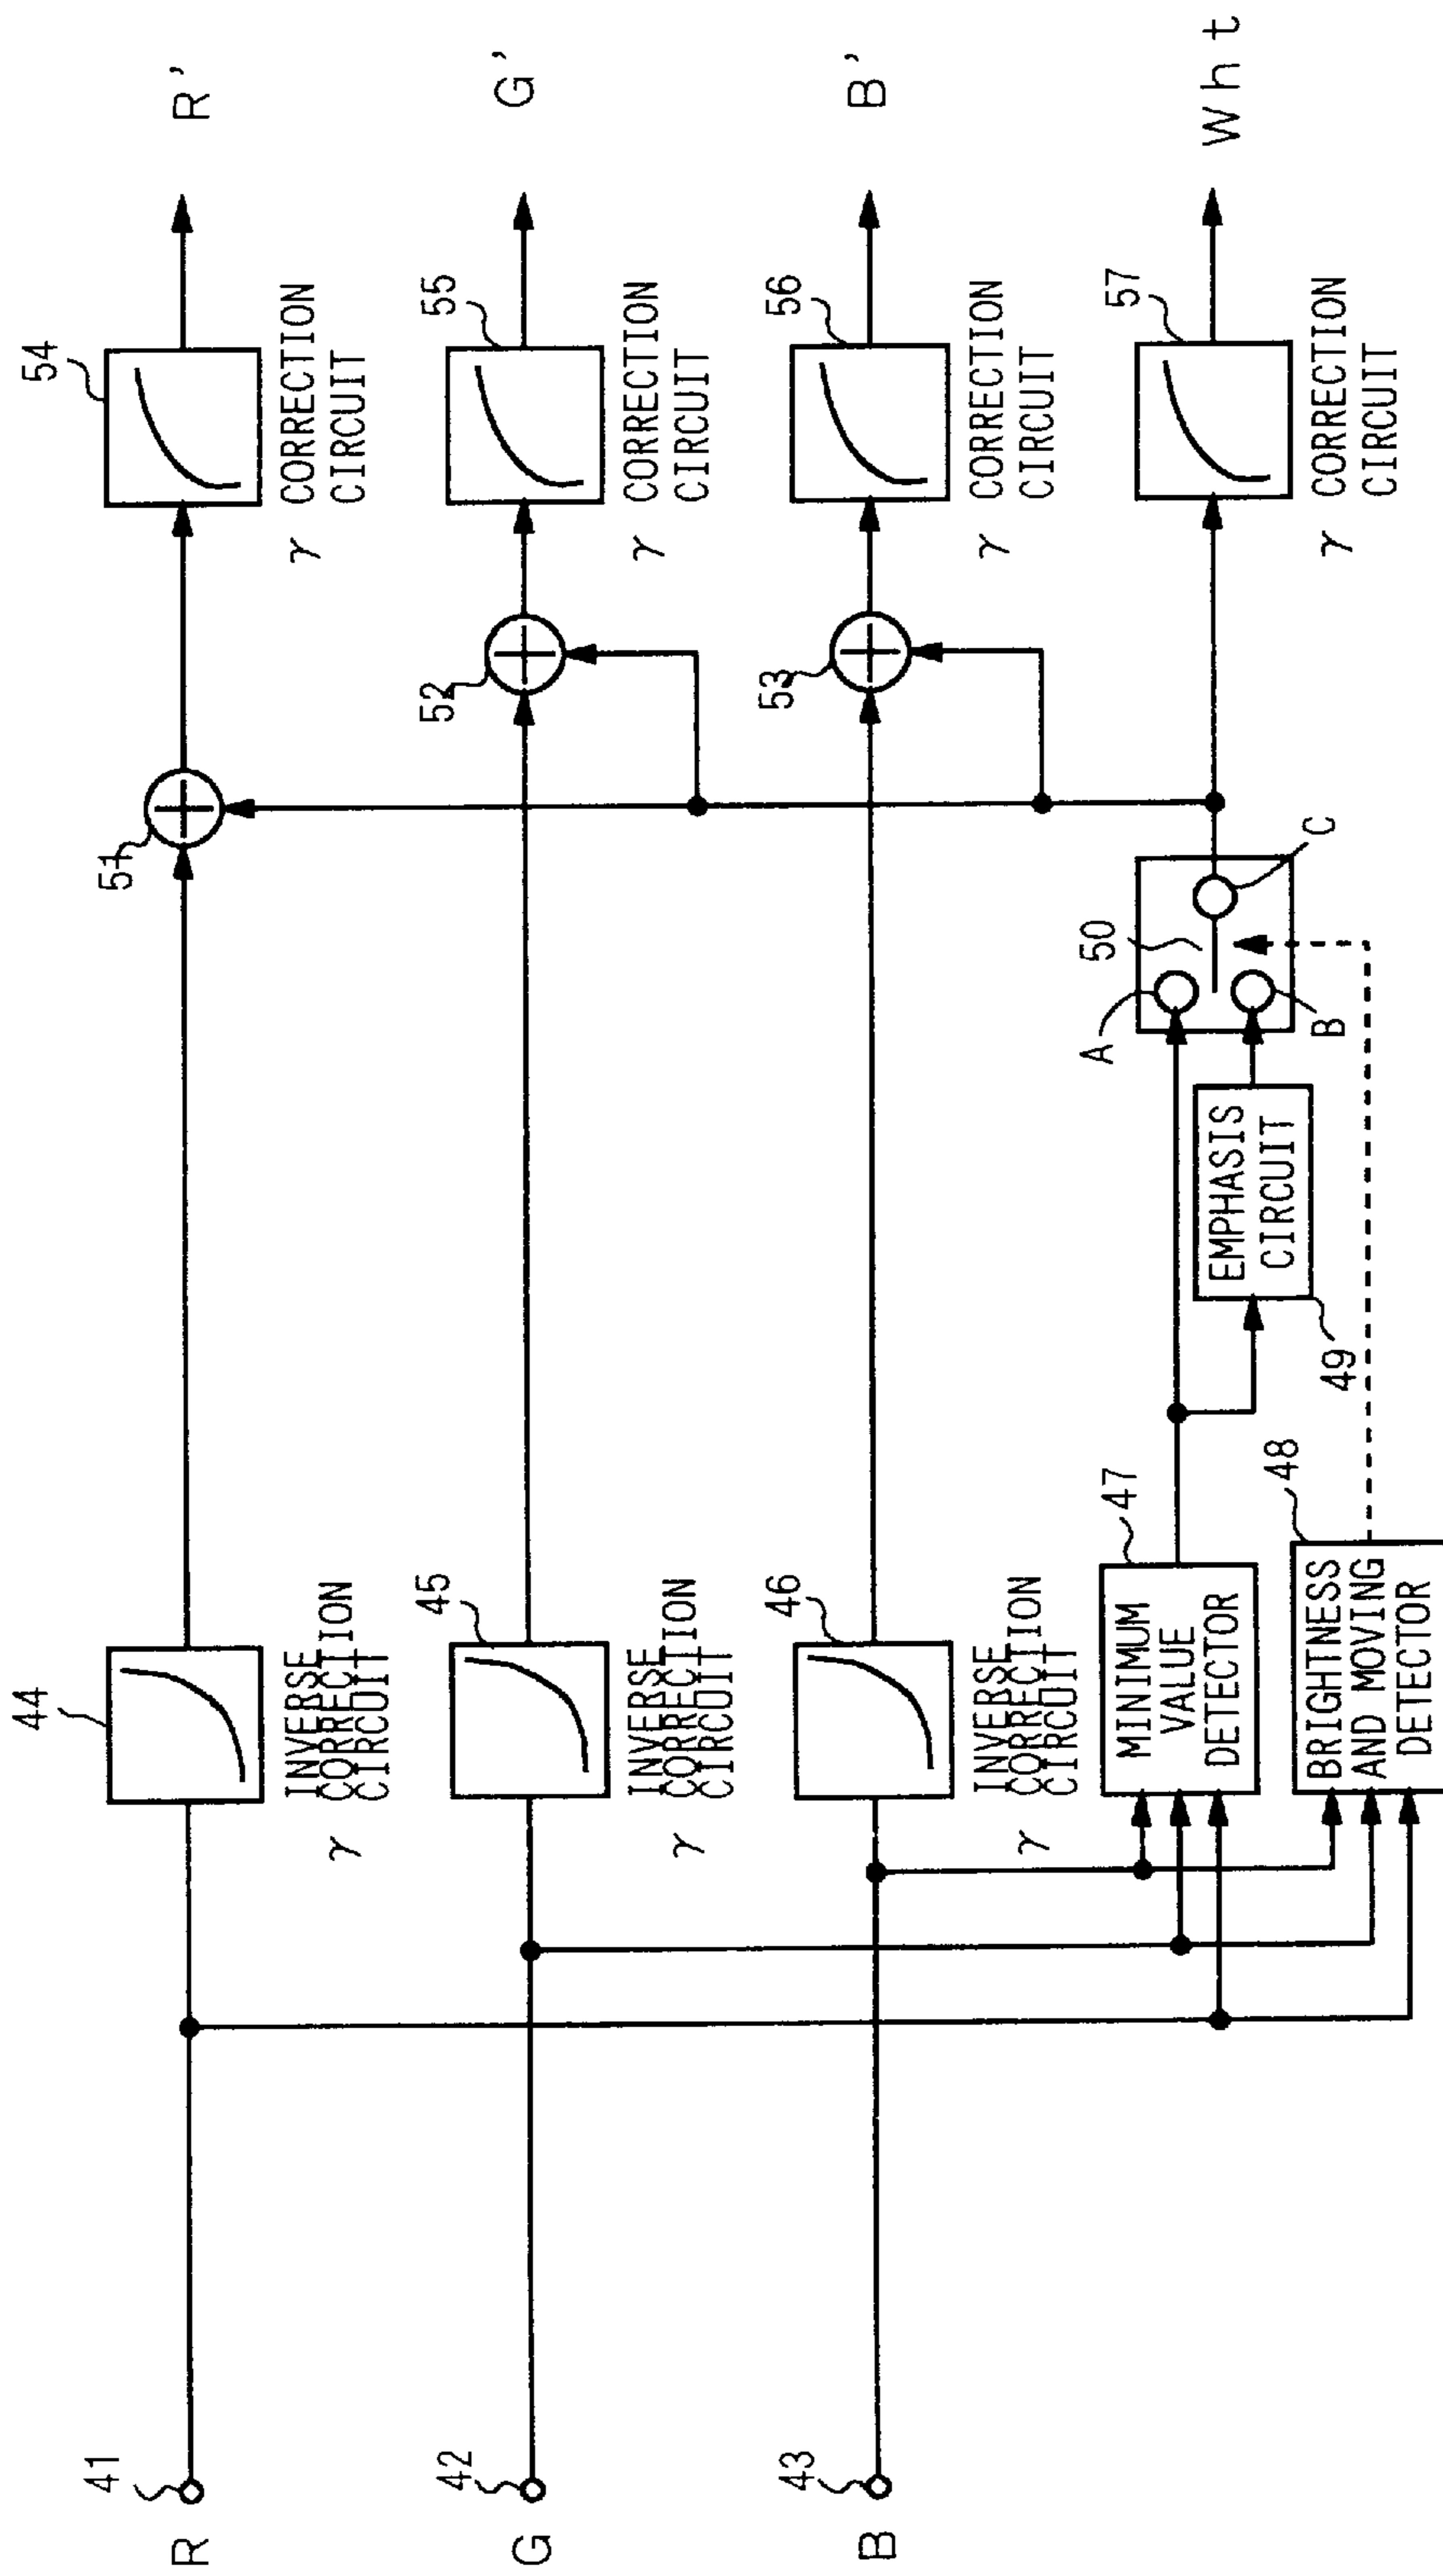 R
41
44
γ INVERSE
CORRECTION
CIRCUIT
51
54
γ CORRECTION
CIRCUIT
R'
G
42
45
γ INVERSE
CORRECTION
CIRCUIT
52
55
γ CORRECTION
CIRCUIT
G'
B
43
46
γ INVERSE
CORRECTION
CIRCUIT
53
56
γ CORRECTION
CIRCUIT
B'
47
MINIMUM
VALUE
DETECTOR
48
BRIGHTNESS
AND MOVING
DETECTOR
EMPHASIS
CIRCUIT
49
A
50
B
C
57
γ CORRECTION
CIRCUIT
Wht